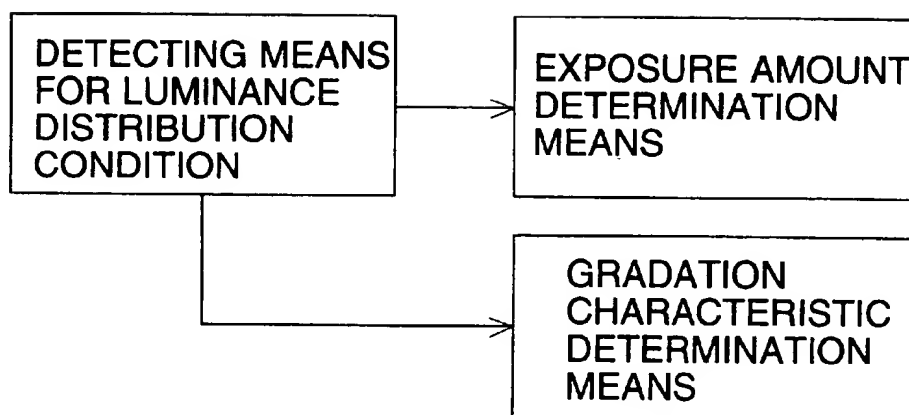 DETECTING MEANS
FOR LUMINANCE
DISTRIBUTION
CONDITION
EXPOSURE AMOUNT
DETERMINATION
MEANS
GRADATION
CHARACTERISTIC
DETERMINATION
MEANS